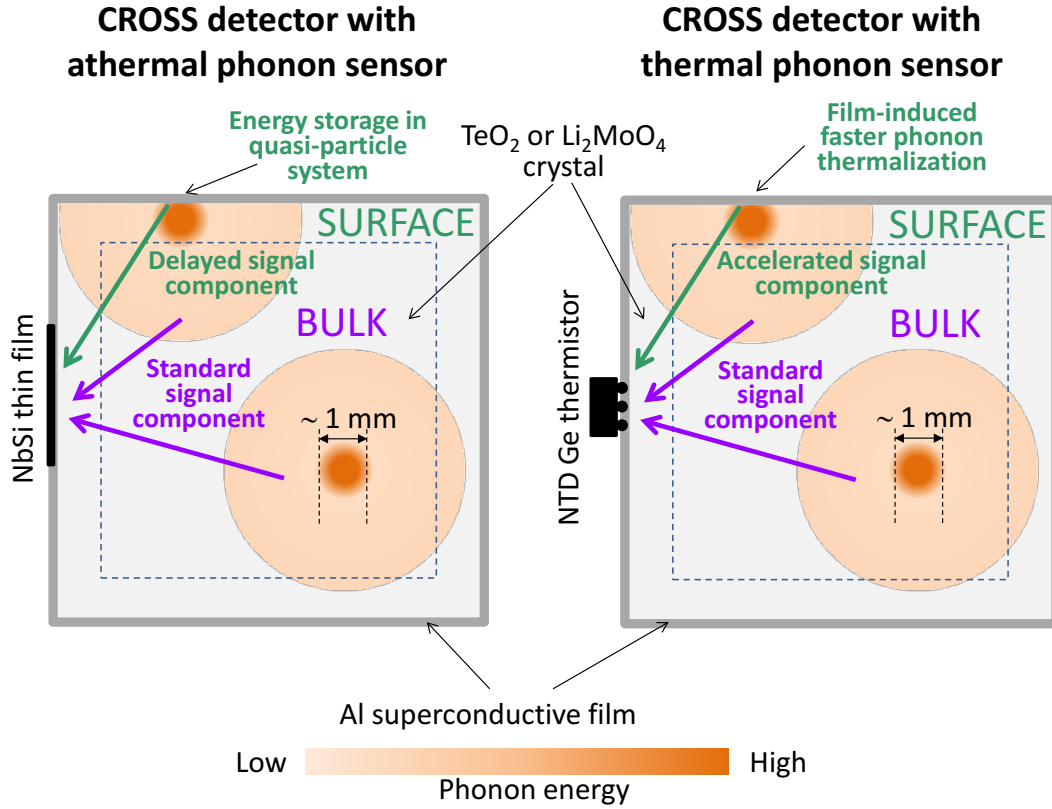 CROSS detector with
athermal phonon sensor
CROSS detector with
thermal phonon sensor
Energy storage in
quasi-particle
system
TeO₂ or Li₂MoO₄
crystal
Film-induced
faster phonon
thermalization
SURFACE
Delayed signal
component
BULK
Standard
signal
component
~ 1 mm
NbSi thin film
SURFACE
Accelerated signal
component
BULK
Standard
signal
component
~ 1 mm
NTD Ge thermistor
Al superconductive film
Low
High
Phonon energy